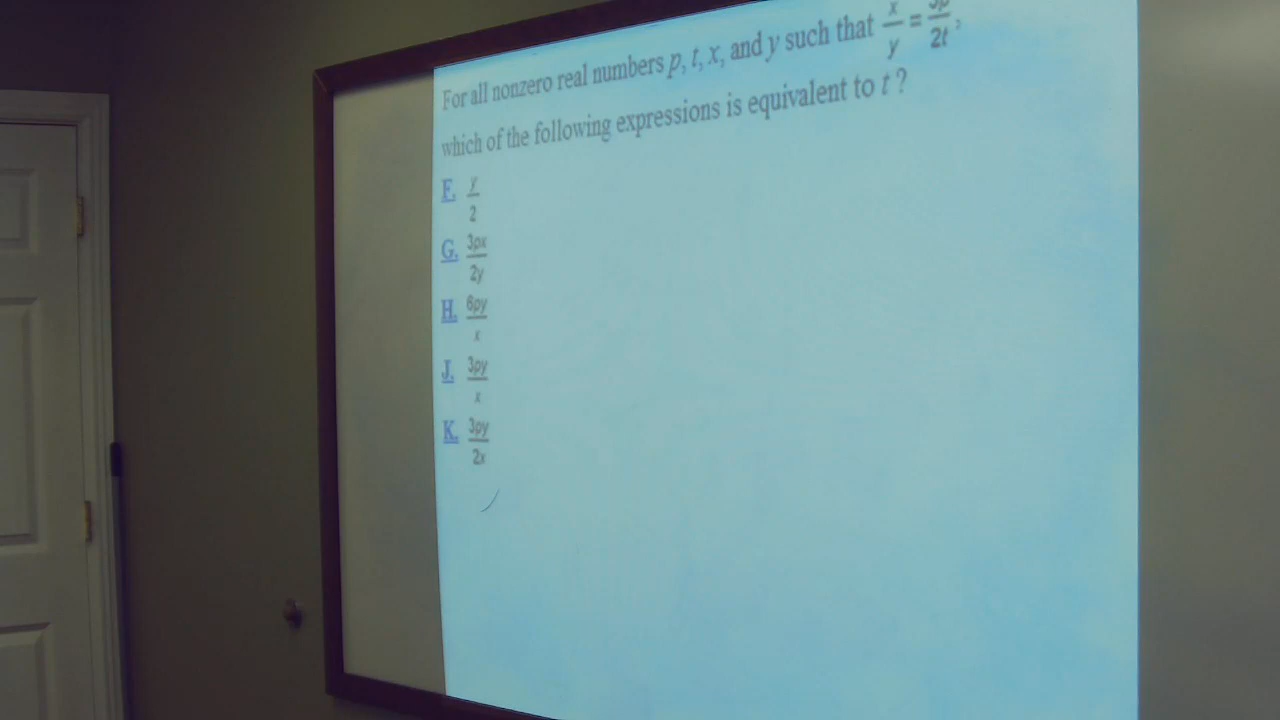 For all nonzero real numbers p, t, x, and y such that x/y = 3p/2t,
which of the following expressions is equivalent to t ?
F. y/2
G. 3px/2y
H. 6py/x
J. 3py/x
K. 3py/2x